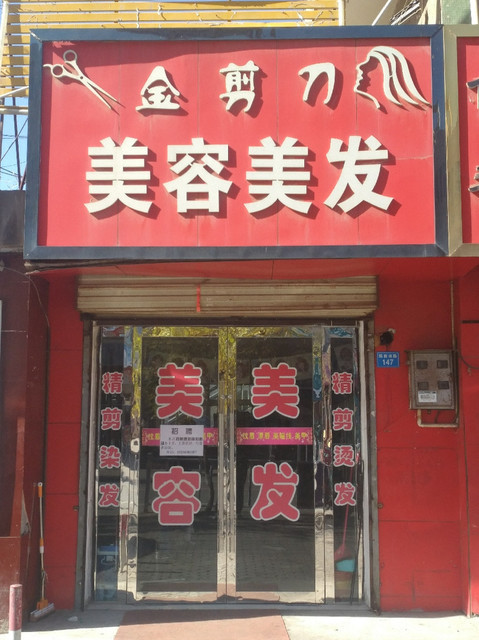 金剪刀
美容美发
147
美 美
容 发
精剪染发
精剪烫发
招聘